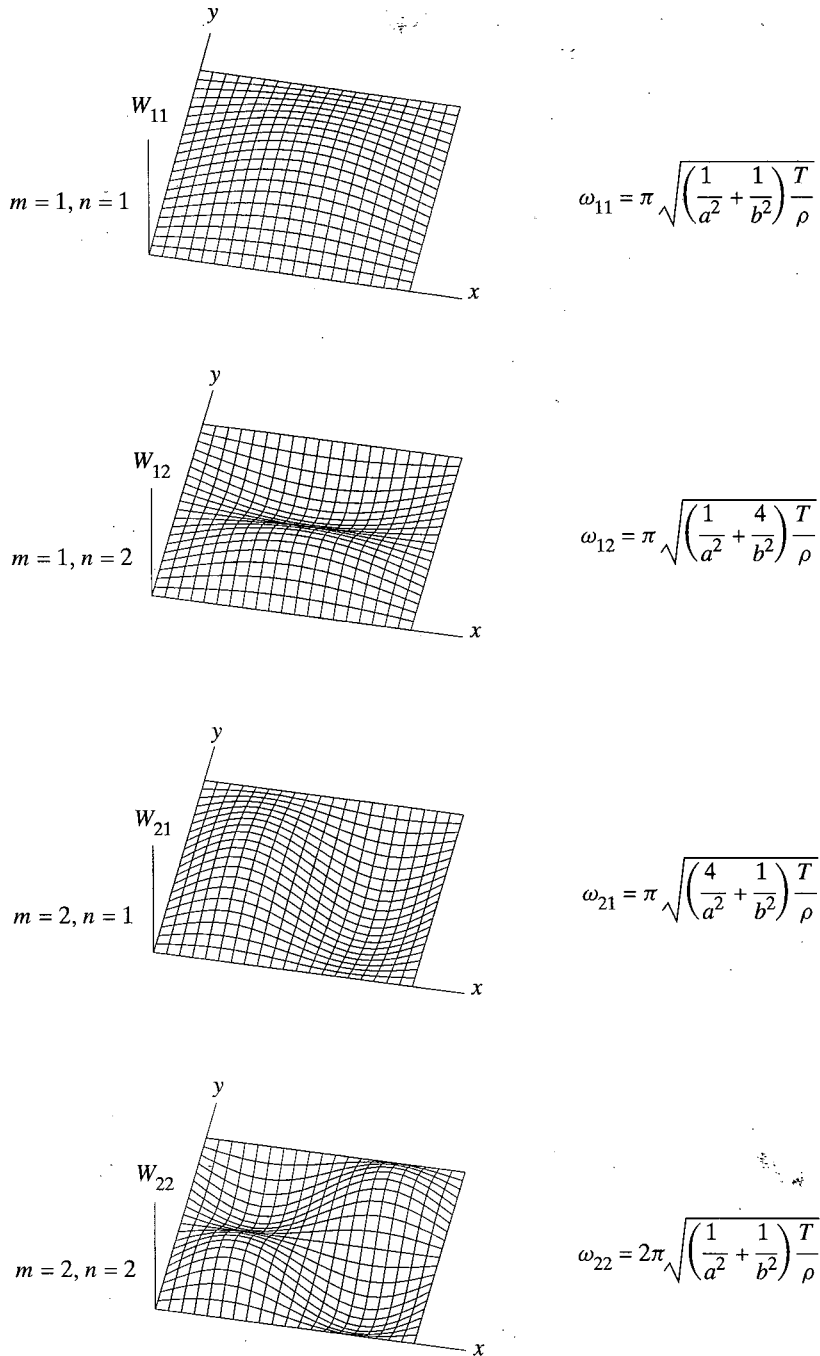 y
W₁₁
m = 1, n = 1
x
ω₁₁ = π √((1/a² + 1/b²) T/ρ)
y
W₁₂
m = 1, n = 2
x
ω₁₂ = π √((1/a² + 4/b²) T/ρ)
y
W₂₁
m = 2, n = 1
x
ω₂₁ = π √((4/a² + 1/b²) T/ρ)
y
W₂₂
m = 2, n = 2
x
ω₂₂ = 2π √((1/a² + 1/b²) T/ρ)